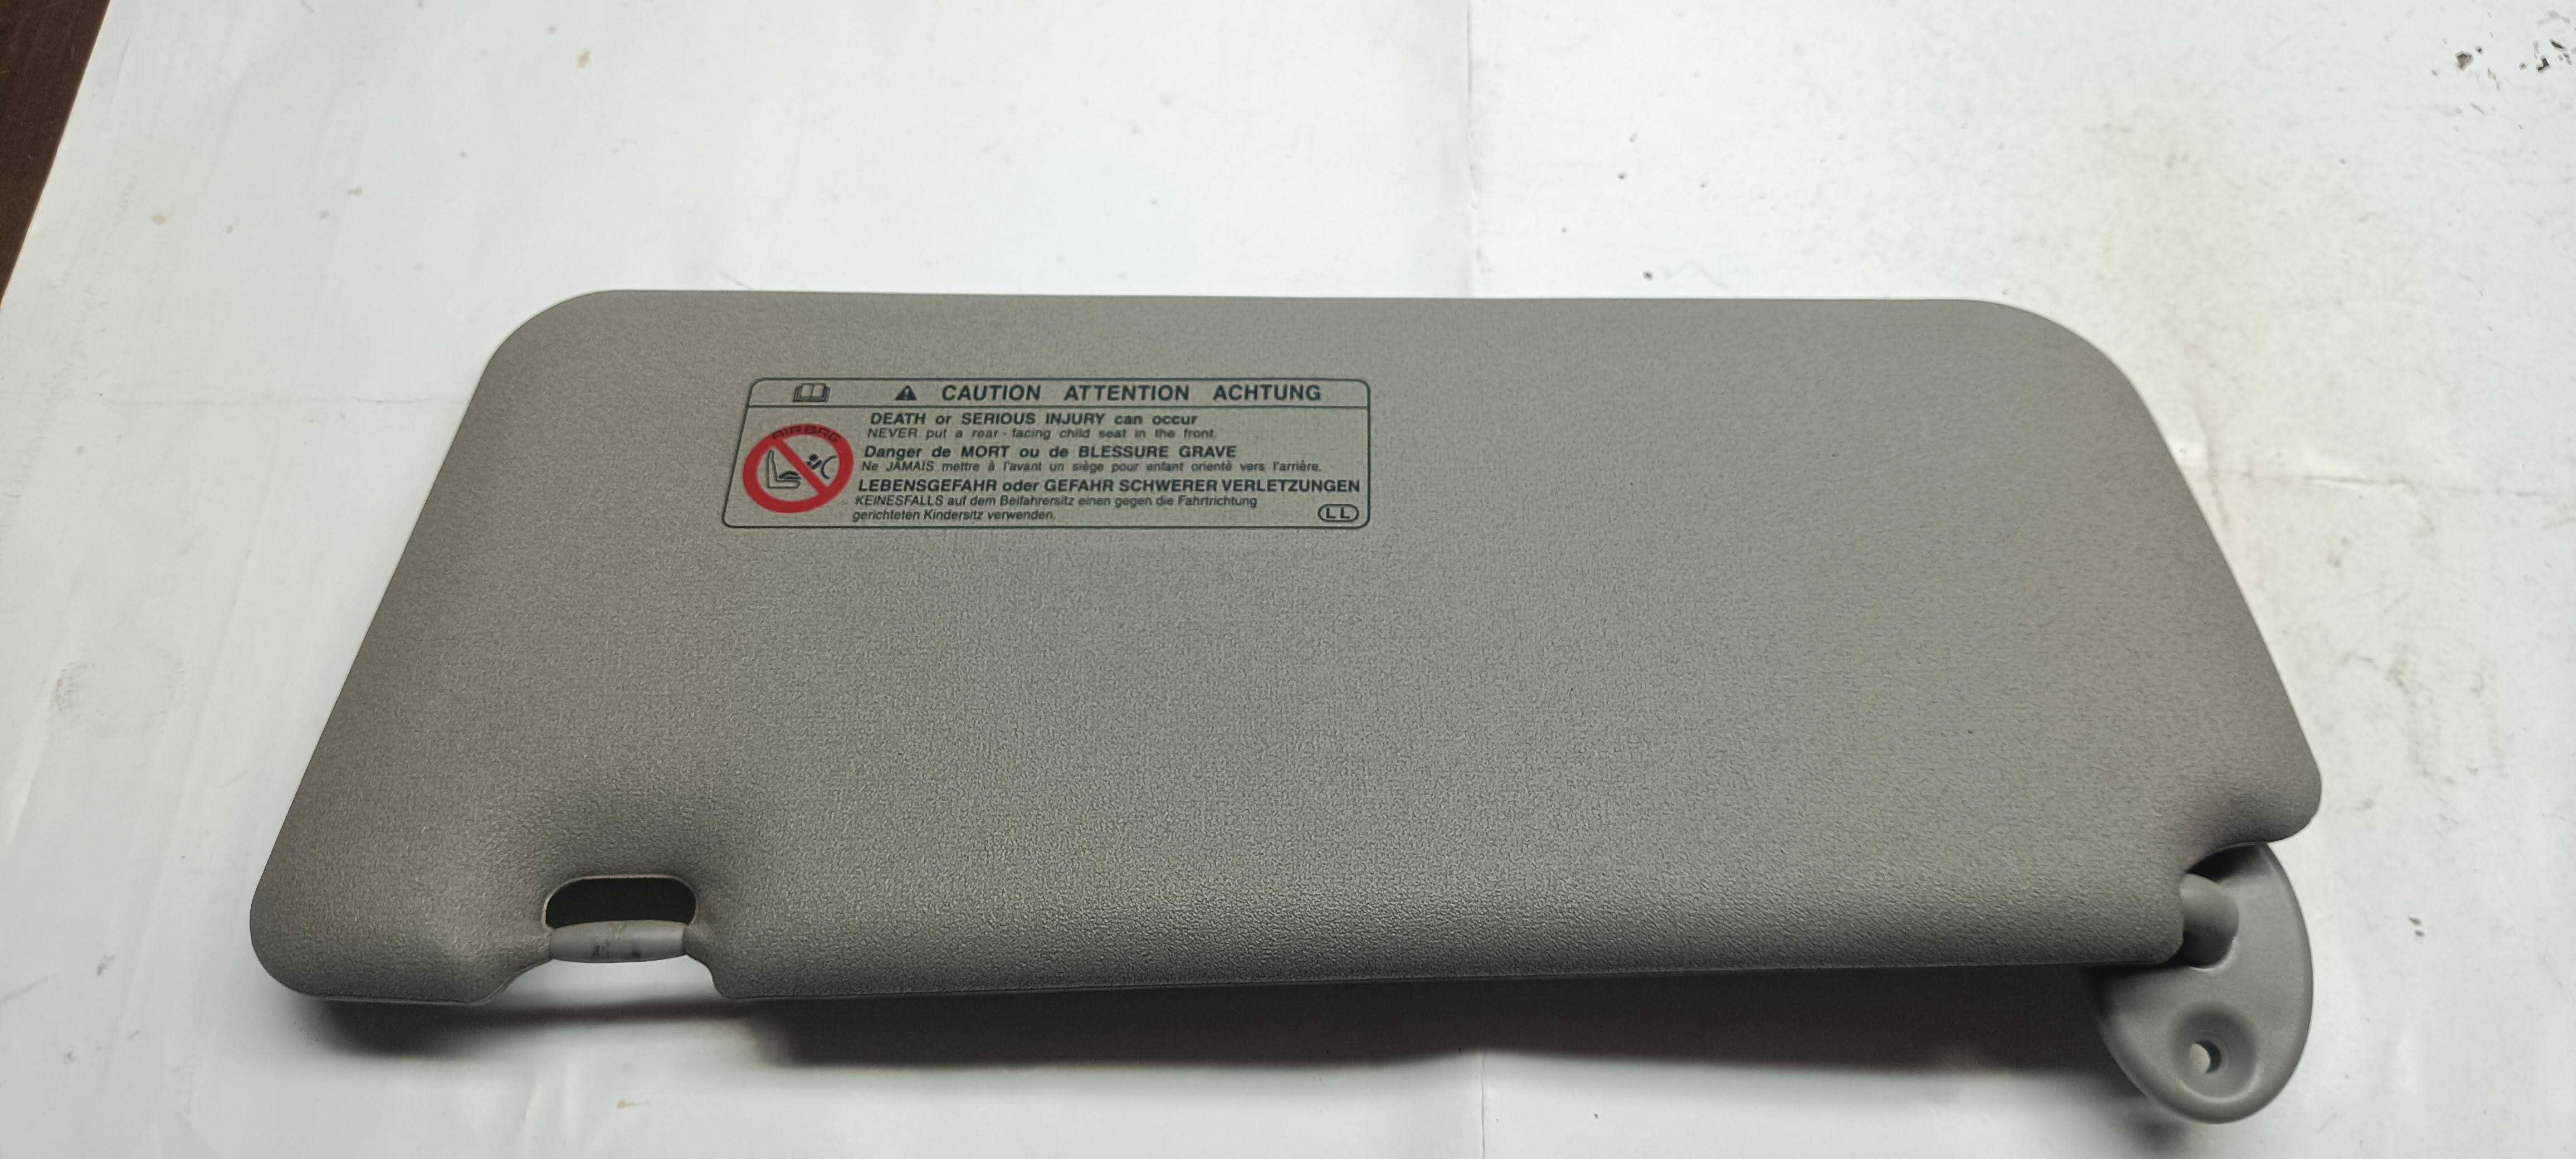 CAUTION ATTENTION ACHTUNG
AIRBAG
DEATH or SERIOUS INJURY can occur
NEVER put a rear - facing child seat in the front.
Danger de MORT ou de BLESSURE GRAVE
Ne JAMAIS mettre à l'avant un siège pour enfant orientè vers l'arrière.
LEBENSGEFAHR oder GEFAHR SCHWERER VERLETZUNGEN
KEINESFALLS auf dem Beifahrersitz einen gegen die Fahrtrichtung
gerichteten Kindersitz verwenden.
LL